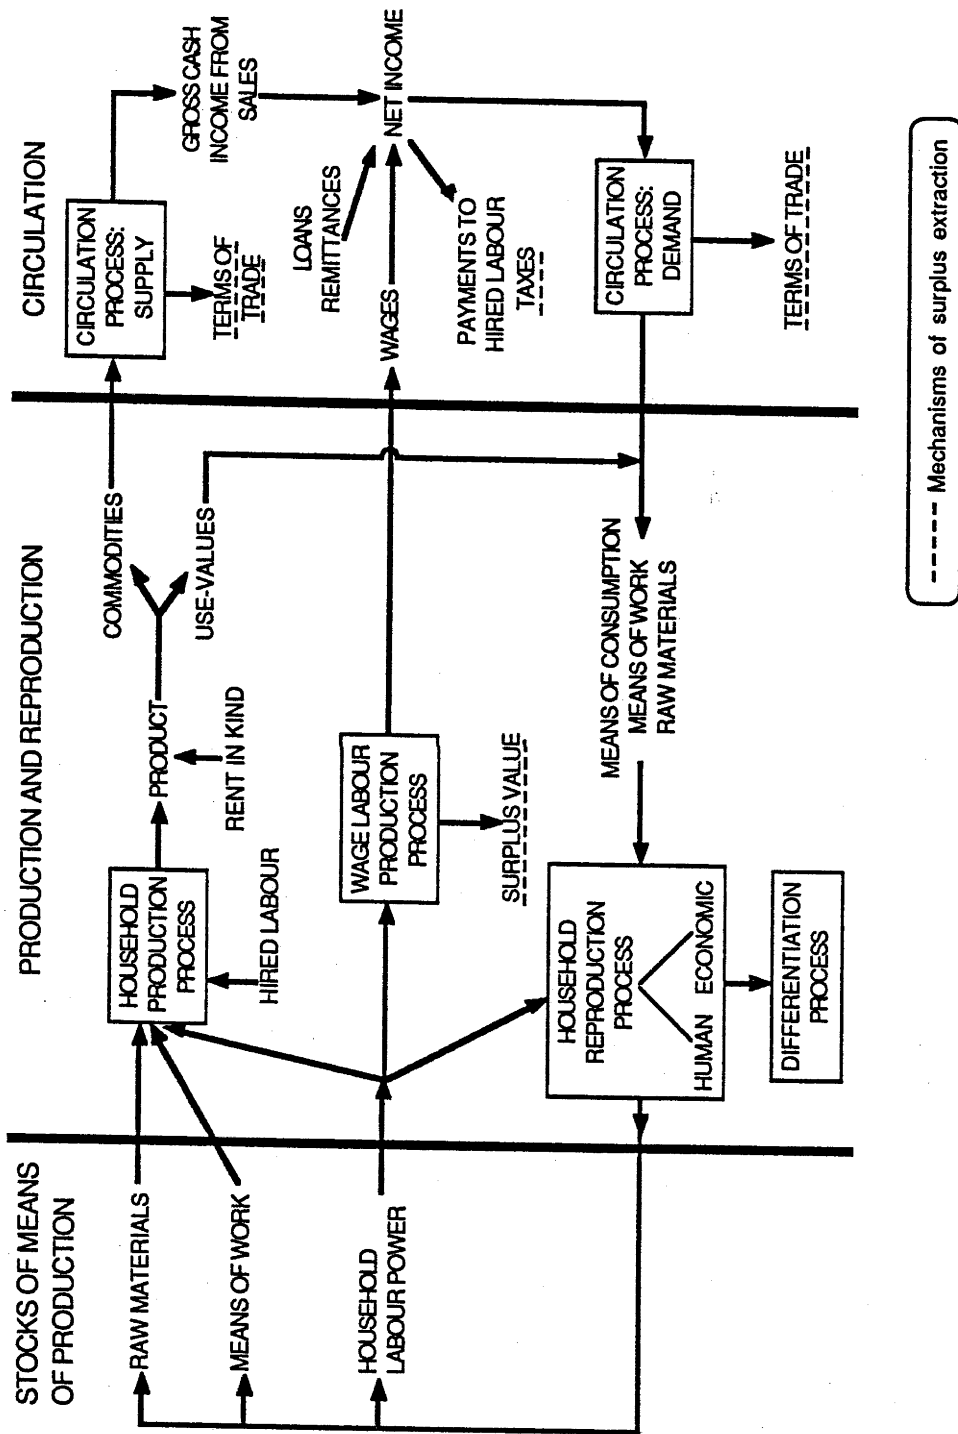 STOCKS OF MEANS
OF PRODUCTION
RAW MATERIALS
MEANS OF WORK
HOUSEHOLD
LABOUR POWER
PRODUCTION AND REPRODUCTION
HOUSEHOLD
PRODUCTION
PROCESS
HIRED LABOUR
PRODUCT
RENT IN KIND
COMMODITIES
USE-VALUES
WAGE LABOUR
PRODUCTION
PROCESS
SURPLUS VALUE
HOUSEHOLD
REPRODUCTION
PROCESS
HUMAN ECONOMIC
DIFFERENTIATION
PROCESS
MEANS OF CONSUMPTION
MEANS OF WORK
RAW MATERIALS
CIRCULATION
CIRCULATION
PROCESS:
SUPPLY
TERMS OF
TRADE
GROSS CASH
INCOME FROM
SALES
LOANS
REMITTANCES
WAGES
NET INCOME
PAYMENTS TO
HIRED LABOUR
TAXES
CIRCULATION
PROCESS:
DEMAND
TERMS OF TRADE
----- Mechanisms of surplus extraction